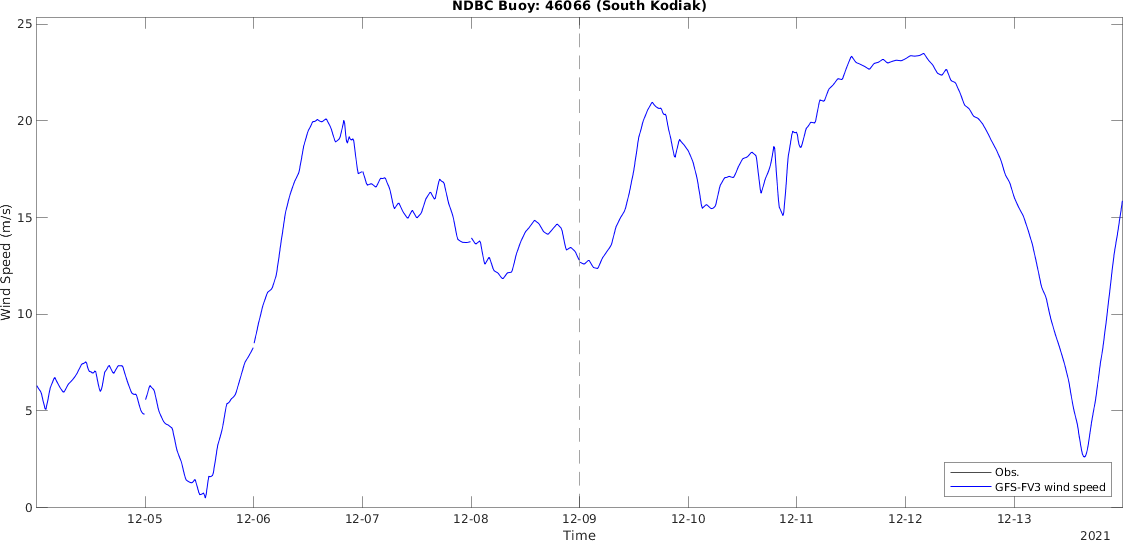 NDBC Buoy: 46066 (South Kodiak)
25
20
15
10
5
0
Wind Speed (m/s)
12-05 12-06 12-07 12-08 12-09 12-10 12-11 12-12 12-13
Time
2021
Obs.
GFS-FV3 wind speed